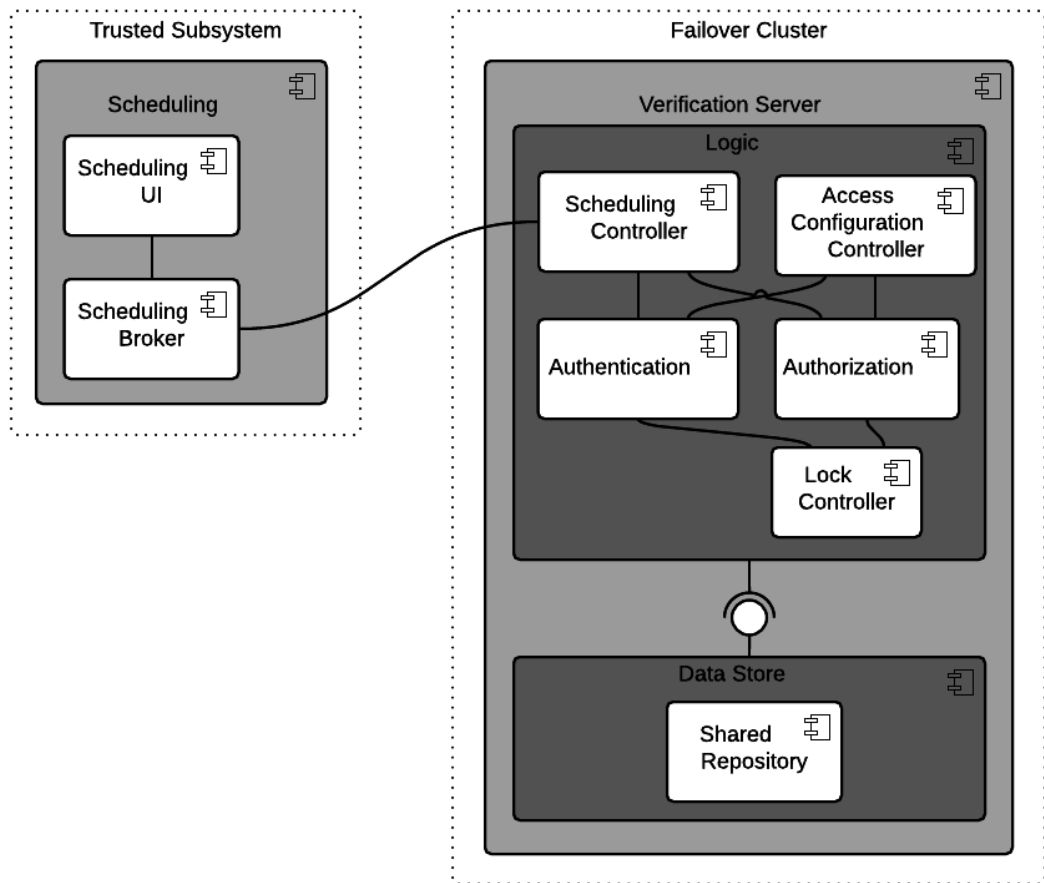 Trusted Subsystem
Scheduling
Scheduling
UI
Scheduling
Broker
Failover Cluster
Verification Server
Logic
Scheduling
Controller
Access
Configuration
Controller
Authentication
Authorization
Lock
Controller
Data Store
Shared
Repository